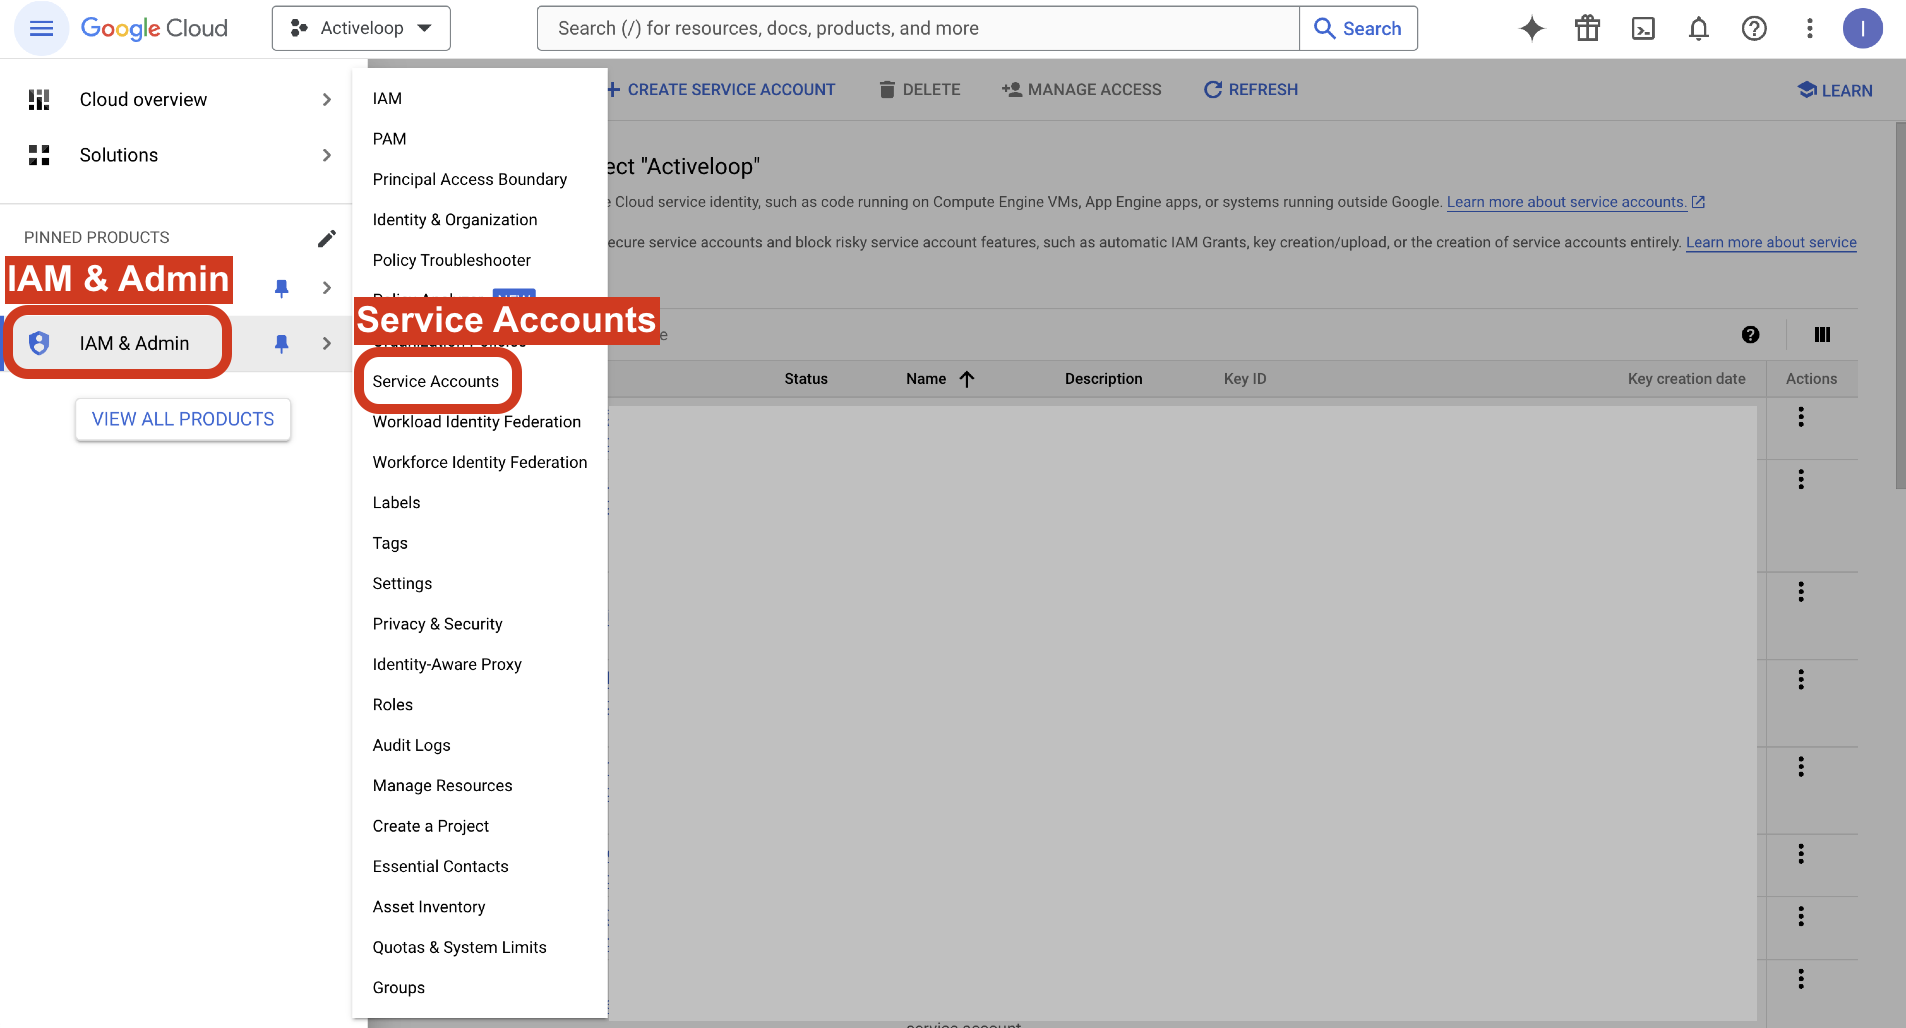 Google Cloud
Activeloop
Search (/) for resources, docs, products, and more
Search
I
Cloud overview
Solutions
PINNED PRODUCTS
IAM & Admin
IAM & Admin
VIEW ALL PRODUCTS
IAM
PAM
Principal Access Boundary
Identity & Organization
Policy Troubleshooter
Service Accounts
Service Accounts
Workload Identity Federation
Workforce Identity Federation
Labels
Tags
Settings
Privacy & Security
Identity-Aware Proxy
Roles
Audit Logs
Manage Resources
Create a Project
Essential Contacts
Asset Inventory
Quotas & System Limits
Groups
CREATE SERVICE ACCOUNT
DELETE
MANAGE ACCESS
REFRESH
LEARN
ect "Activeloop"
e Cloud service identity, such as code running on Compute Engine VMs, App Engine apps, or systems running outside Google. Learn more about service accounts.
ecure service accounts and block risky service account features, such as automatic IAM Grants, key creation/upload, or the creation of service accounts entirely. Learn more about service
Status
Name
Description
Key ID
Key creation date
Actions